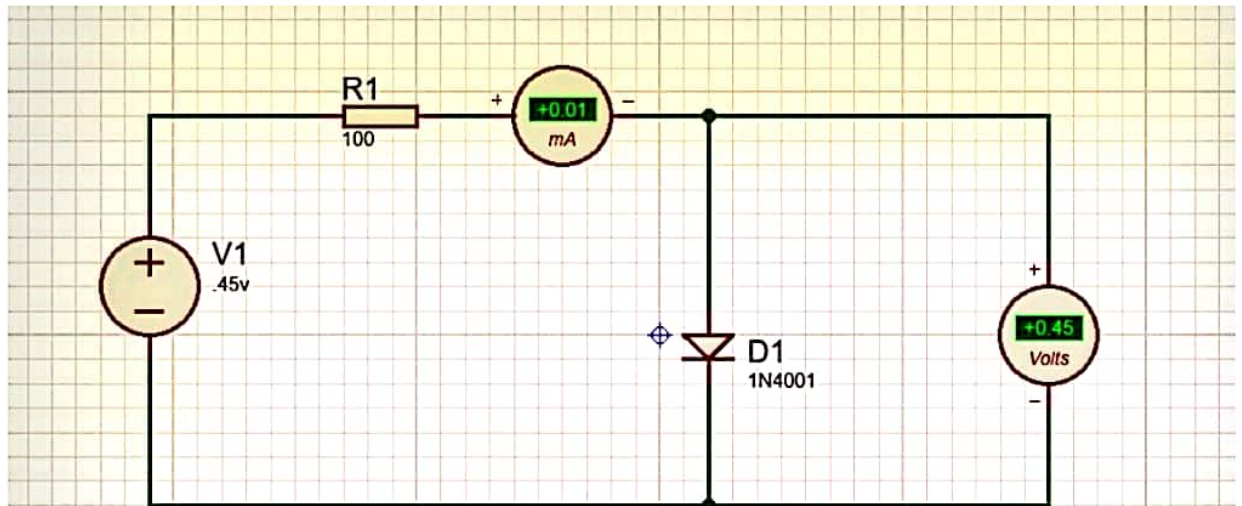 R1
100
+ +0.01 −
mA
V1
.45v
+
−
D1
1N4001
+
+0.45
Volts
−